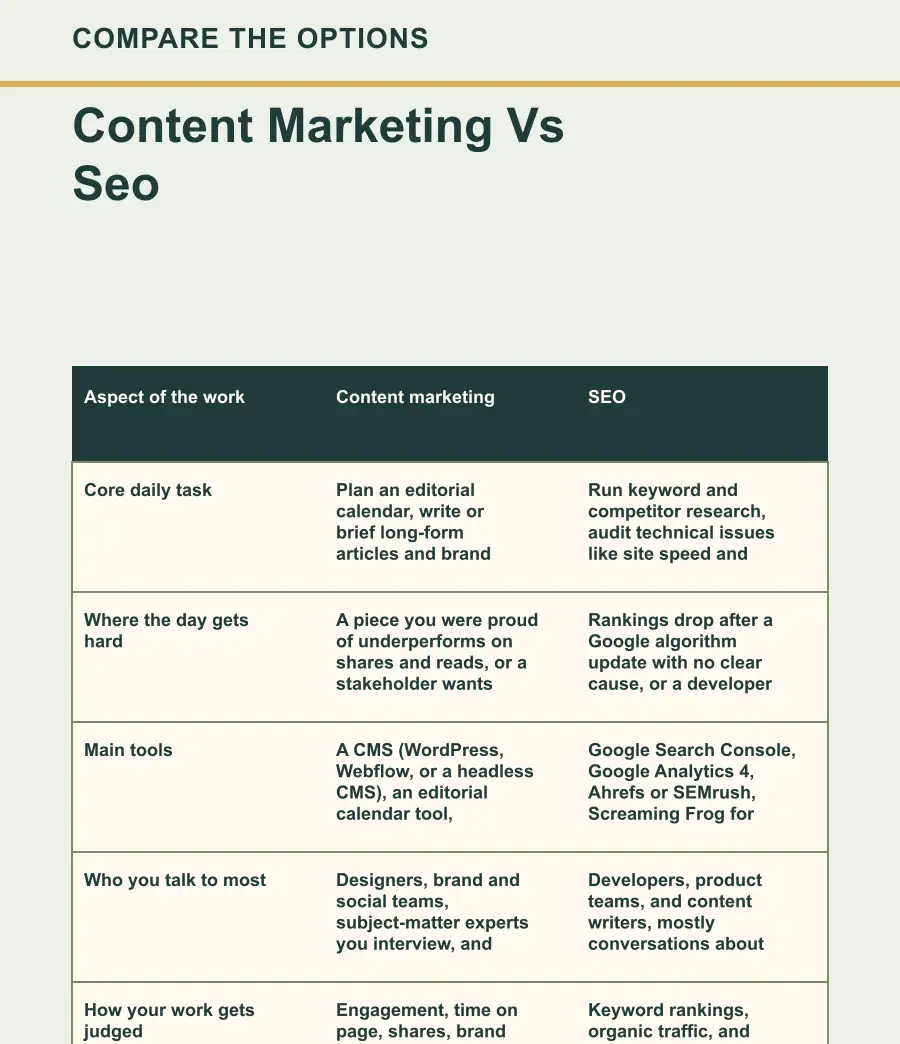 COMPARE THE OPTIONS
Content Marketing Vs
Seo
Aspect of the work
Content marketing
SEO
Core daily task
Plan an editorial
calendar, write or
brief long-form
articles and brand
Run keyword and
competitor research,
audit technical issues
like site speed and
Where the day gets
hard
A piece you were proud
of underperforms on
shares and reads, or a
stakeholder wants
Rankings drop after a
Google algorithm
update with no clear
cause, or a developer
Main tools
A CMS (WordPress,
Webflow, or a headless
CMS), an editorial
calendar tool,
Google Search Console,
Google Analytics 4,
Ahrefs or SEMrush,
Screaming Frog for
Who you talk to most
Designers, brand and
social teams,
subject-matter experts
you interview, and
Developers, product
teams, and content
writers, mostly
conversations about
How your work gets
judged
Engagement, time on
page, shares, brand
Keyword rankings,
organic traffic, and